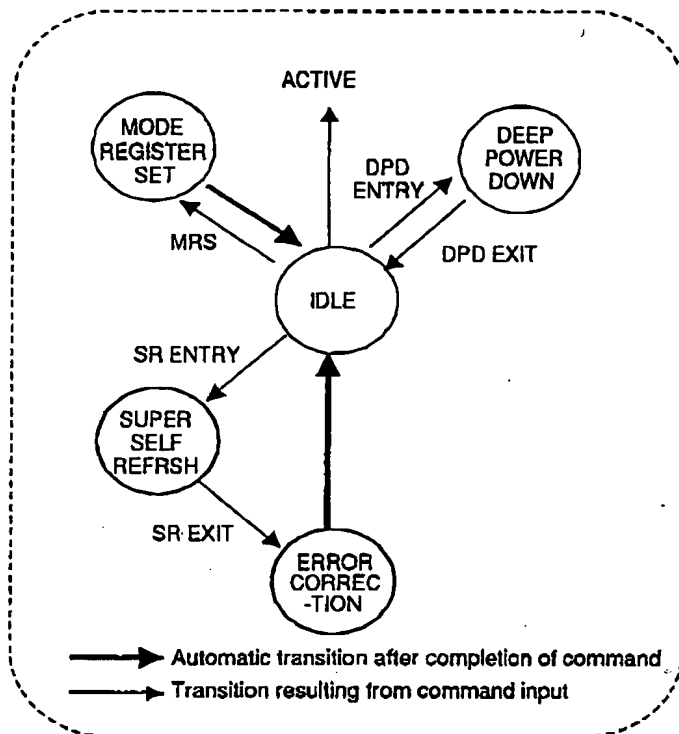 ACTIVE
MODE
REGISTER
SET
DPD
ENTRY
DEEP
POWER
DOWN
MRS
DPD EXIT
IDLE
SR ENTRY
SUPER
SELF
REFRSH
SR EXIT
ERROR
CORREC
-TION
Automatic transition after completion of command
Transition resulting from command input